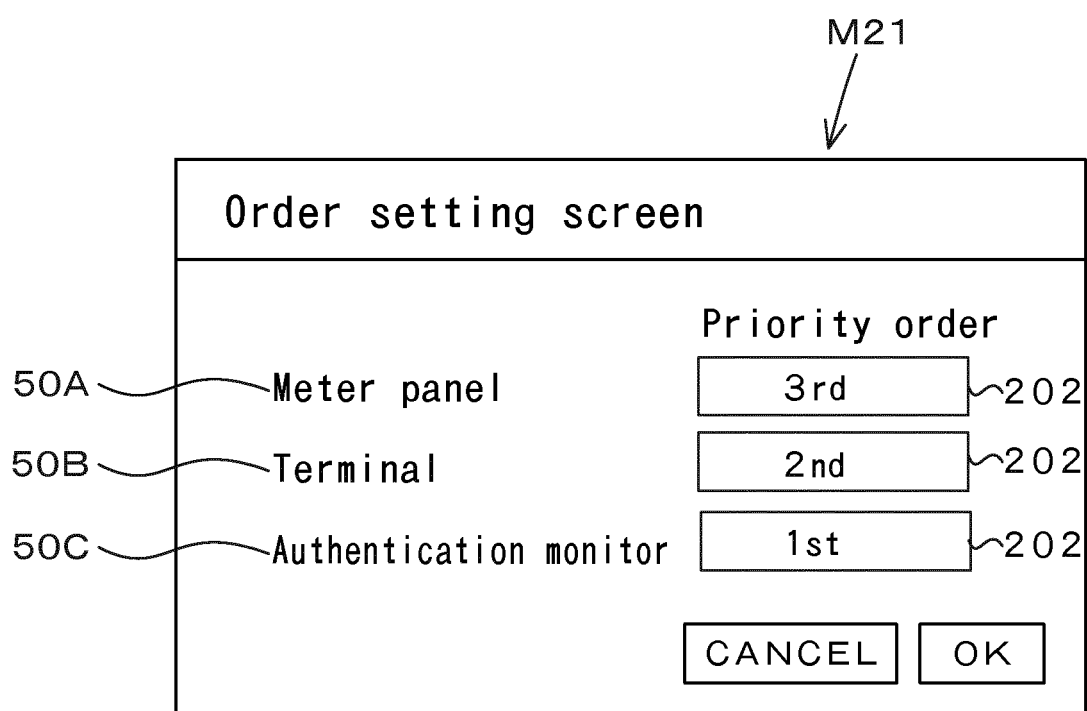 M21
Order setting screen
Priority order
50A Meter panel 3rd 202
50B Terminal 2nd 202
50C Authentication monitor 1st 202
CANCEL OK